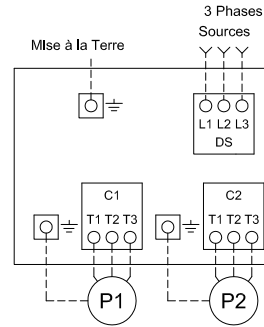 3 Phases
Sources
MIse à la Terre
L1 L2 L3
DS
C1
T1 T2 T3
C2
T1 T2 T3
P1
P2